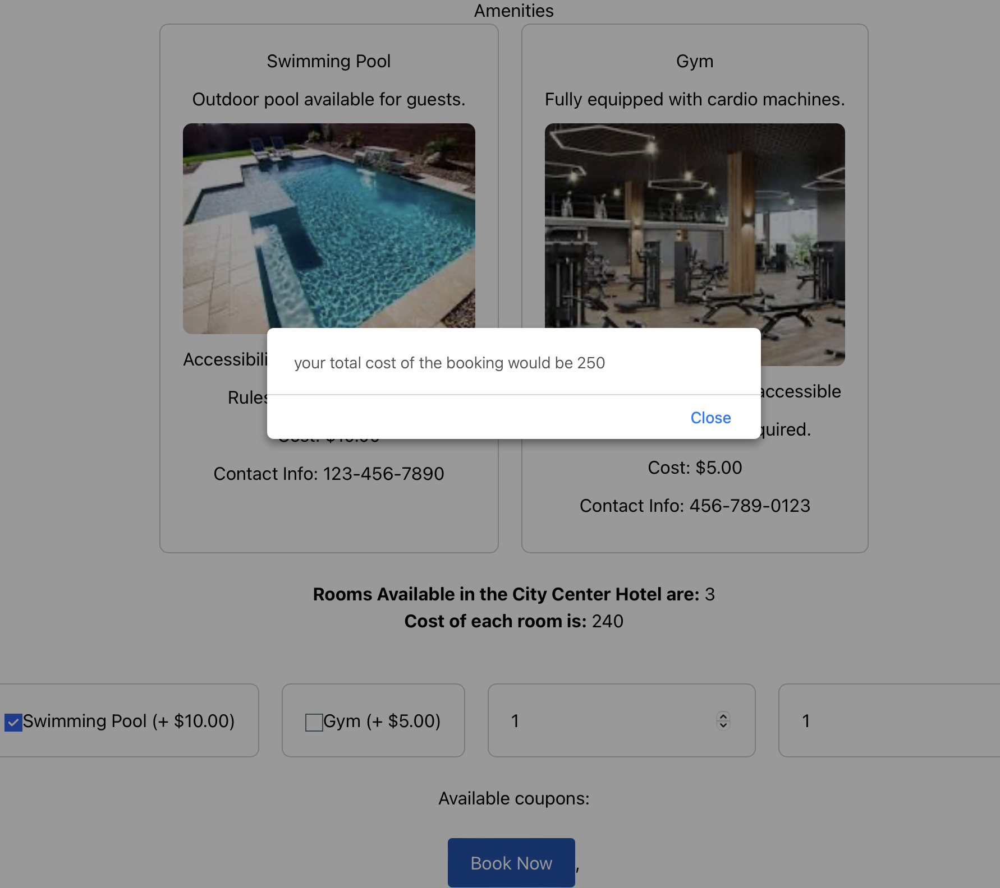 Amenities
Swimming Pool
Outdoor pool available for guests.
Contact Info: 123-456-7890
Gym
Fully equipped with cardio machines.
accessible
Cost: $5.00
Contact Info: 456-789-0123
your total cost of the booking would be 250
Close
Rooms Available in the City Center Hotel are: 3
Cost of each room is: 240
Swimming Pool (+ $10.00)
Gym (+ $5.00)
1
1
Available coupons:
Book Now ,